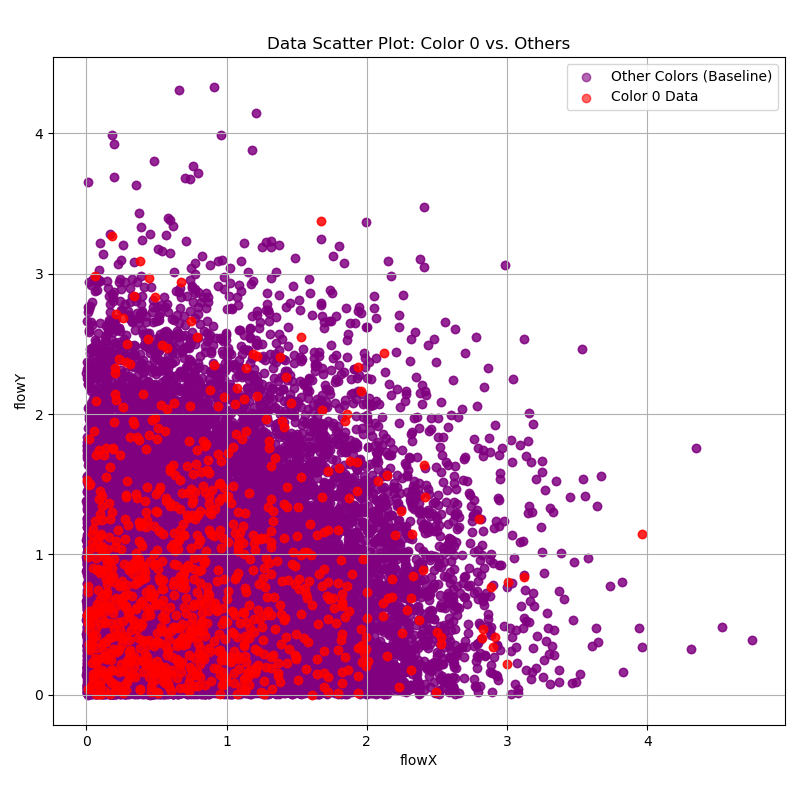 Data Scatter Plot: Color 0 vs. Others
Other Colors (Baseline)
Color 0 Data
flowY
4
3
2
1
0
0 1 2 3 4
flowX